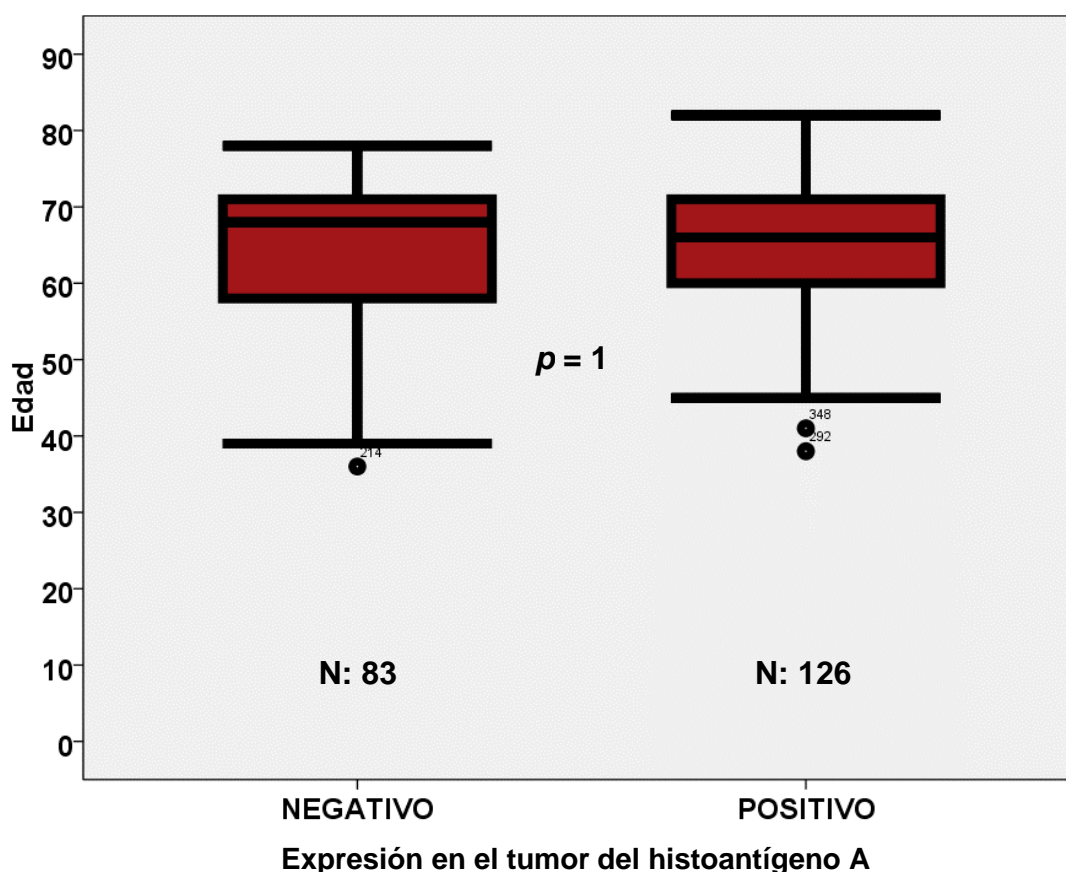 90
80
70
60
50
40
30
20
10
0
Edad
p = 1
348
292
214
N: 83
N: 126
NEGATIVO
POSITIVO
Expresión en el tumor del histoantígeno A